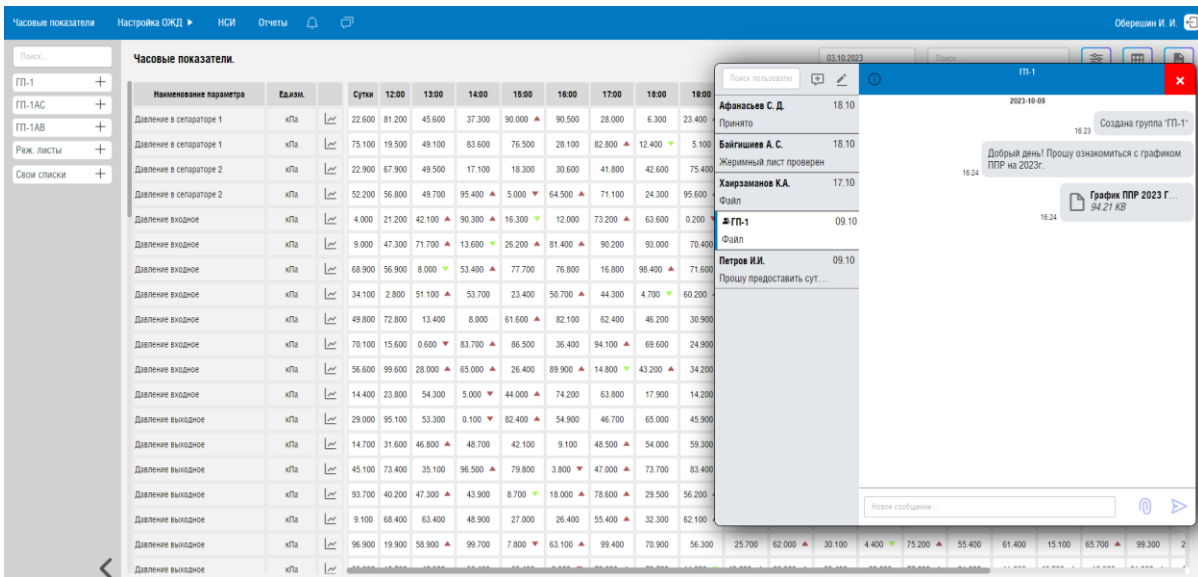 Часовые показатели Настройка ОЖД ▶ НСИ Отчеты Оберешин И. И.
Поиск...
ГП-1
ГП-1АС
ГП-1АВ
Реж. листы
Свои списки
Часовые показатели. 03.10.2023 Поиск...
Наименование параметра Ед.изм. Сутки 12:00 13:00 14:00 15:00 16:00 17:00 18:00 19:00
Давление в сепараторе 1 кПа 22.600 81.200 45.600 37.300 90.000 ▲ 90.500 28.000 6.300 23.400
Давление в сепараторе 1 кПа 75.100 19.500 49.100 83.600 76.500 28.100 82.800 ▲ 12.400 ▼ 5.100
Давление в сепараторе 2 кПа 22.900 67.900 49.500 17.100 18.300 30.600 41.800 42.600 75.400
Давление в сепараторе 2 кПа 52.200 56.800 49.700 95.400 ▲ 5.000 ▼ 64.500 ▲ 71.100 24.300 95.600
Давление входное кПа 4.000 21.200 42.100 ▲ 90.300 ▲ 16.300 ▼ 12.000 73.200 ▲ 63.600 0.200 ▼
Давление входное кПа 9.000 47.300 71.700 ▲ 13.600 ▼ 26.200 ▲ 81.400 ▲ 90.200 93.000 70.400
Давление входное кПа 68.900 56.900 8.000 ▼ 53.400 ▲ 77.700 76.800 16.800 98.400 ▲ 71.600
Давление входное кПа 34.100 2.800 51.100 ▲ 53.700 23.400 50.700 ▲ 44.300 4.700 ▼ 60.200
Давление входное кПа 49.800 72.800 13.400 8.000 61.600 ▲ 82.100 62.400 46.200 30.900
Давление входное кПа 70.100 15.600 0.600 ▼ 83.700 ▲ 86.500 36.400 94.100 ▲ 69.600 24.900
Давление входное кПа 56.600 99.600 28.000 ▲ 65.000 ▲ 26.400 89.900 ▲ 14.800 ▼ 43.200 ▲ 34.200
Давление входное кПа 14.400 23.800 54.300 5.000 ▼ 44.000 ▲ 74.200 63.800 17.900 14.200
Давление выходное кПа 29.000 95.100 53.300 0.100 ▼ 82.400 ▲ 54.900 46.700 65.000 45.900
Давление выходное кПа 14.700 31.600 46.800 ▲ 48.700 42.100 9.100 48.500 ▲ 54.000 59.300
Давление выходное кПа 45.100 73.400 35.100 96.500 ▲ 79.800 3.800 ▼ 47.000 ▲ 73.700 83.400
Давление выходное кПа 93.700 40.200 47.300 ▲ 43.900 8.700 ▼ 18.000 ▲ 78.600 ▲ 29.500 56.200
Давление выходное кПа 9.100 68.400 63.400 48.900 27.000 26.400 55.400 ▲ 32.300 62.100
Давление выходное кПа 96.900 19.900 58.900 ▲ 99.700 7.800 ▼ 63.100 ▲ 99.400 70.900 56.300 25.700 62.000 ▲ 30.100 4.400 ▼ 75.200 ▲ 55.400 61.400 15.100 65.700 ▲ 99.300 2
Давление выходное кПа
Поиск пользовате ГП-1
Афанасьев С. Д. 18.10
Принято
Байгишиев А. С. 18.10
Жеримный лист проверен
Хаирзаманов К.А. 17.10
Файл
ГП-1 09.10
Файл
Петров И.И. 09.10
Прошу предоставить сут...
2023-10-09
16:23 Создана группа "ГП-1"
Добрый день! Прошу ознакомиться с графиком
16:24 ППР на 2023г.
График ППР 2023 Г...
94.21 KB
16:24
Новое сообщение...